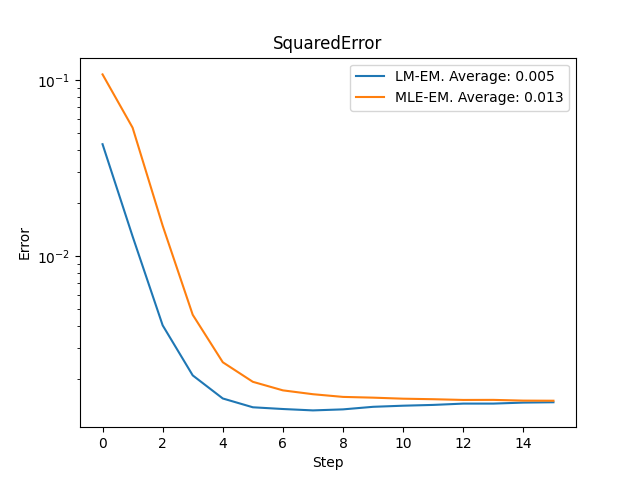 SquaredError
LM-EM. Average: 0.005
MLE-EM. Average: 0.013
10⁻¹
10⁻²
Error
0 2 4 6 8 10 12 14
Step